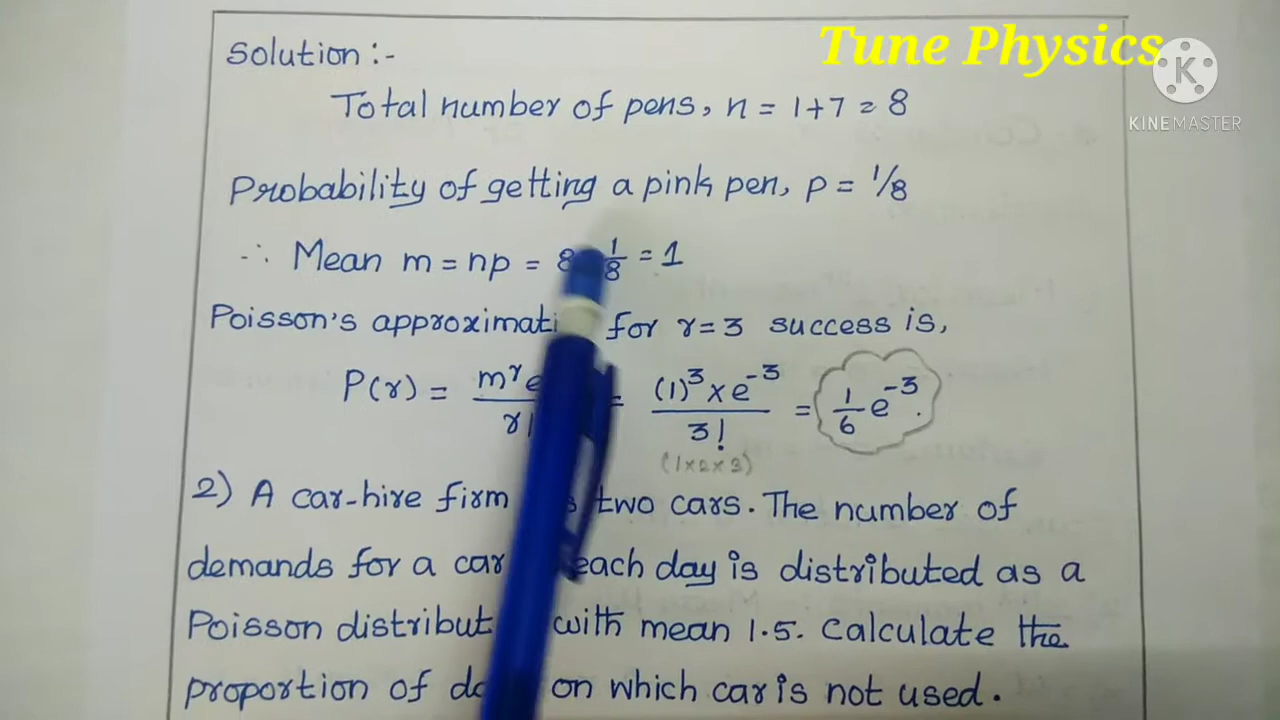 Tune Physics
KINEMASTER
Solution :-
Total number of pens, n = 1+7 = 8
Probability of getting a pink pen, p = 1/8
∴ Mean m = np = 8 1/8 = 1
Poisson's for r=3 success is,
P(r) = m^r / r! = (1)^3 × e^-3 / 3! = 1/6 e^-3.
(1×2×3)
2) A car-hire firm two cars. The number of
demands for a car each day is distributed as a
Poisson with mean 1.5. Calculate the
proportion of on which car is not used.